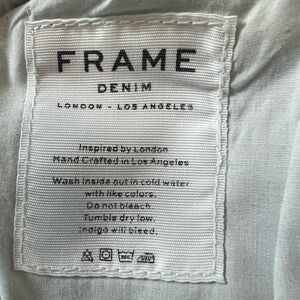 FRAME
DENIM
LONDON - LOS ANGELES
Inspired by London
Hand Crafted in Los Angeles
Wash inside out in cold water
with like colors.
Do not bleach.
Tumble dry low.
Indigo will bleed.